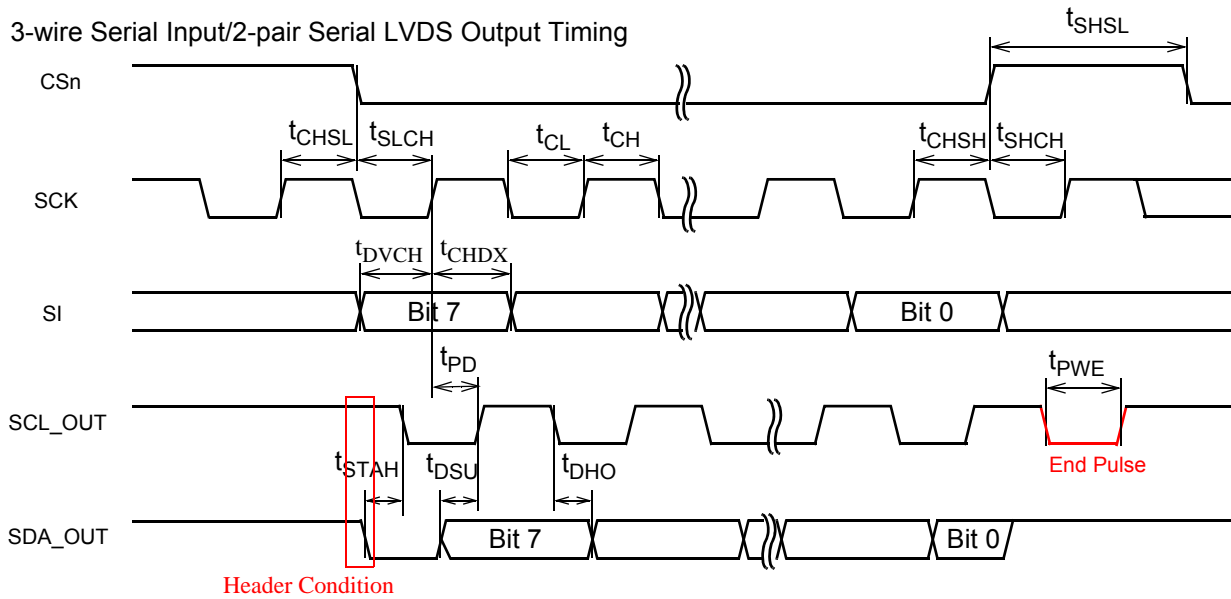 3-wire Serial Input/2-pair Serial LVDS Output Timing
tSHSL
CSn
tCHSL tSLCH tCL tCH tCHSH tSHCH
SCK
tDVCH tCHDX
SI Bit 7 Bit 0
tPD tPWE
SCL_OUT
End Pulse
tSTAH tDSU tDHO
SDA_OUT Bit 7 Bit 0
Header Condition